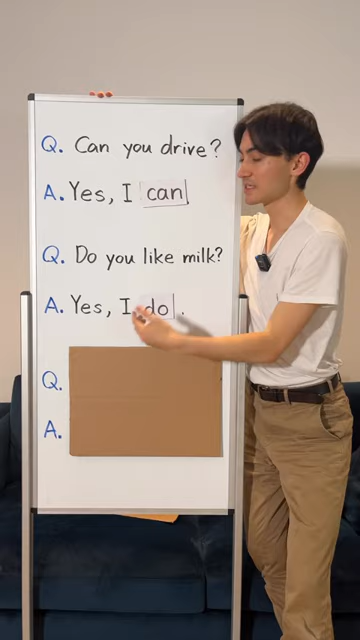 Q. Can you drive?
A. Yes, I can
Q. Do you like milk?
A. Yes, I do.
Q.
A.